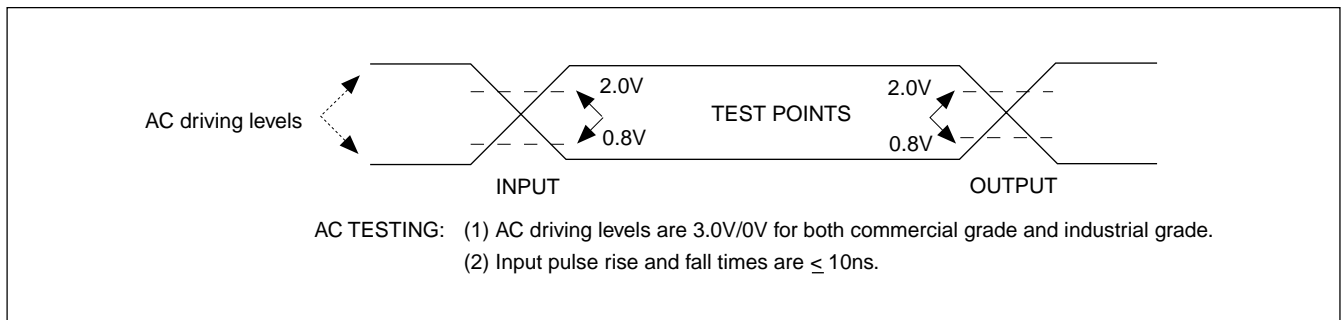 2.0V
2.0V
AC driving levels
TEST POINTS
0.8V
0.8V
INPUT
OUTPUT
AC TESTING: (1) AC driving levels are 3.0V/0V for both commercial grade and industrial grade.
(2) Input pulse rise and fall times are ≤ 10ns.